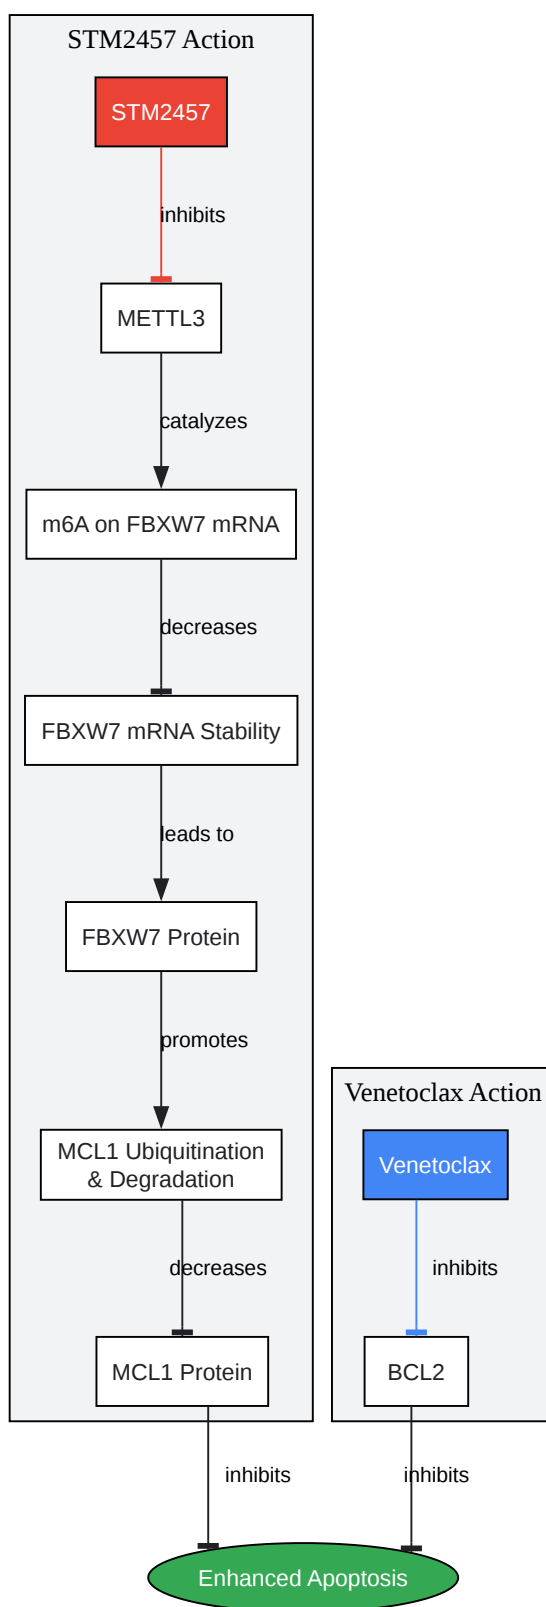 STM2457 Action
STM2457
inhibits
METTL3
catalyzes
m6A on FBXW7 mRNA
decreases
FBXW7 mRNA Stability
leads to
FBXW7 Protein
promotes
MCL1 Ubiquitination
& Degradation
decreases
MCL1 Protein
inhibits
Venetoclax Action
Venetoclax
inhibits
BCL2
inhibits
Enhanced Apoptosis